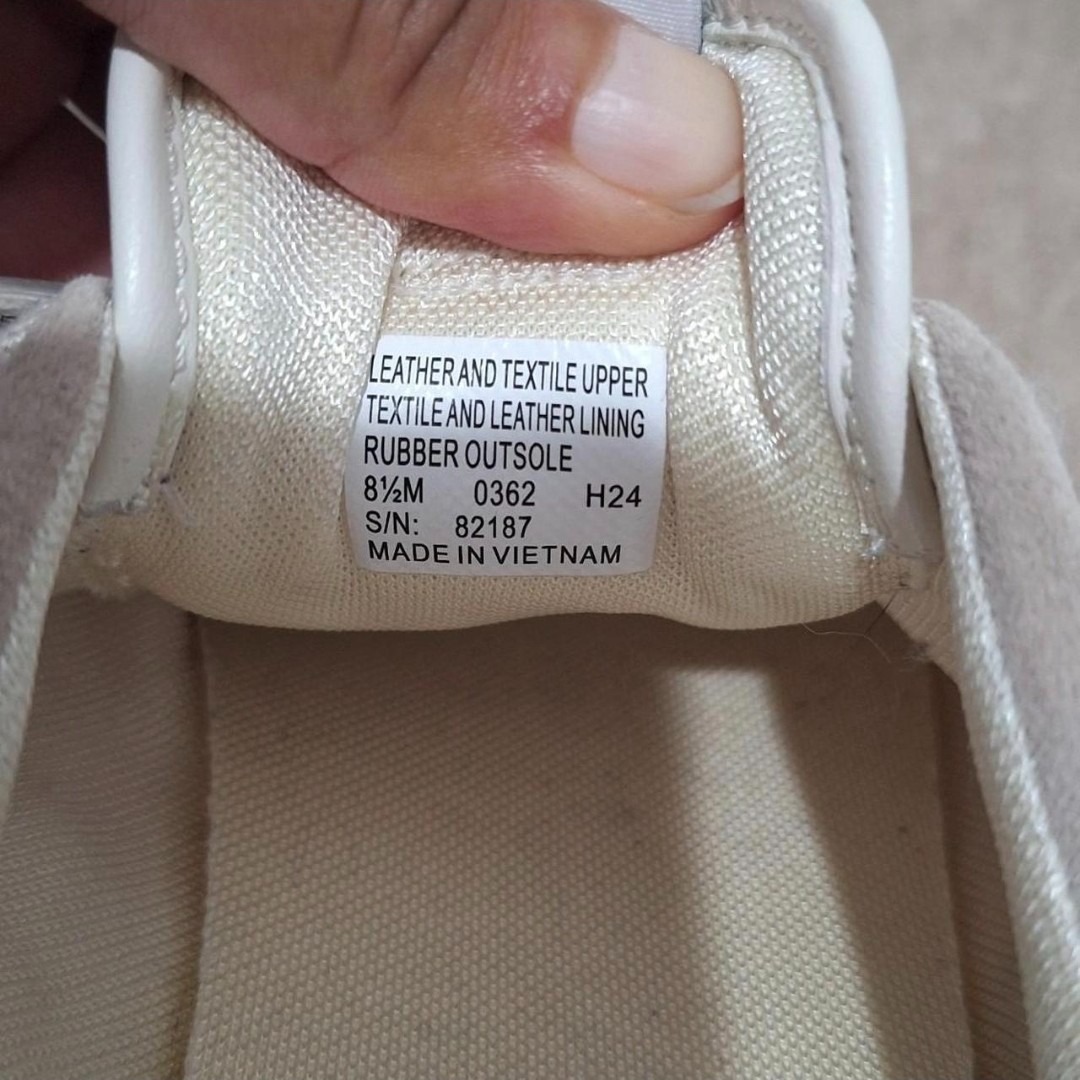 LEATHER AND TEXTILE UPPER
TEXTILE AND LEATHER LINING
RUBBER OUTSOLE
8½M 0362 H24
S/N: 82187
MADE IN VIETNAM